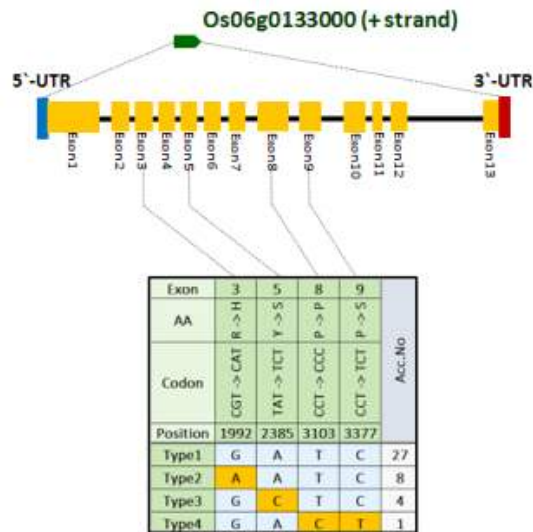 Os06g0133000 (+ strand)
5`-UTR
3`-UTR
Exon1
Exon2
Exon3
Exon4
Exon5
Exon6
Exon7
Exon8
Exon9
Exon10
Exon11
Exon12
Exon13
Exon 3 5 8 9 Acc.No
AA R -> H Y -> S P -> P P -> S
Codon CGT -> CAT TAT -> TCT CCT -> CCC CCT -> TCT
Position 1992 2385 3103 3377
Type1 G A T C 27
Type2 A A T C 8
Type3 G C T C 4
Type4 G A C T 1